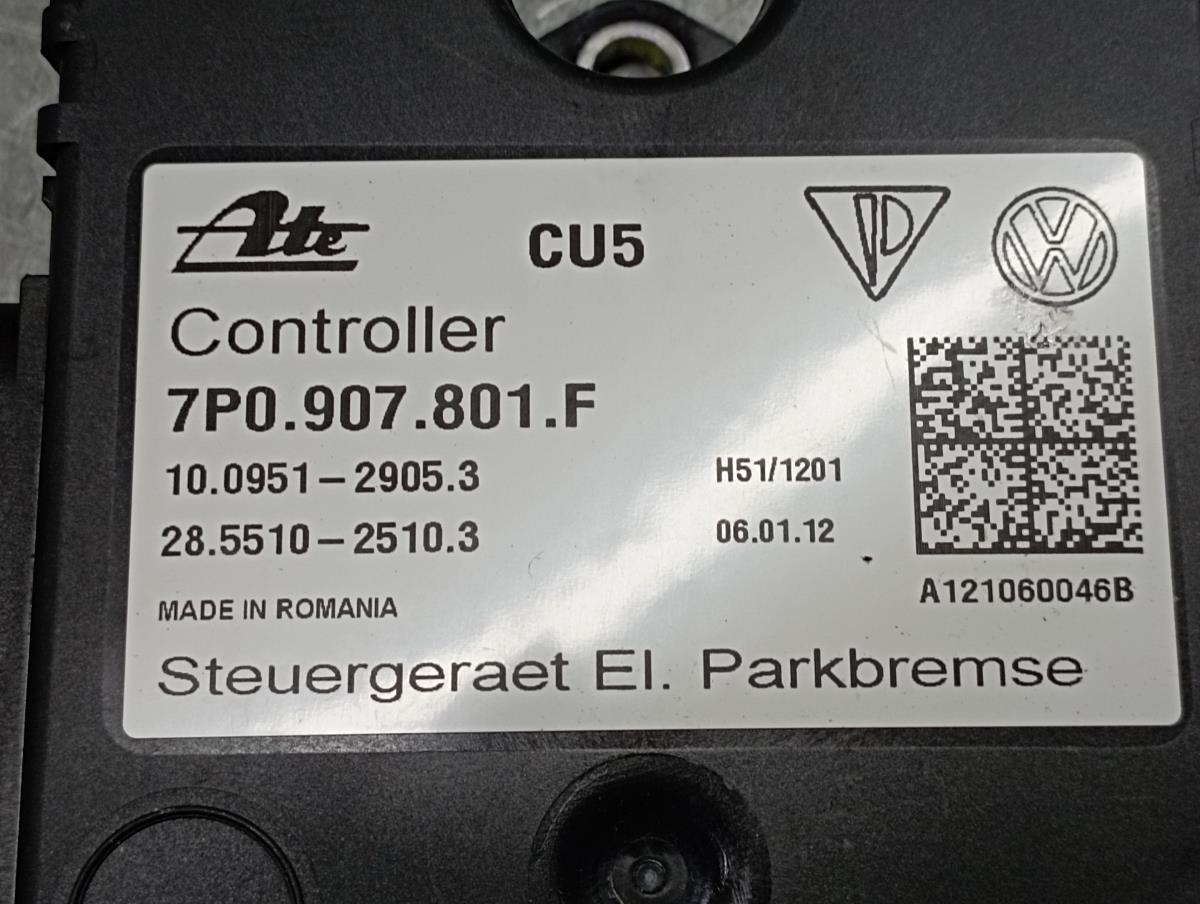 Ate CU5
Controller
7P0.907.801.F
10.0951-2905.3 H51/1201
28.5510-2510.3 06.01.12
A121060046B
MADE IN ROMANIA
Steuergeraet El. Parkbremse